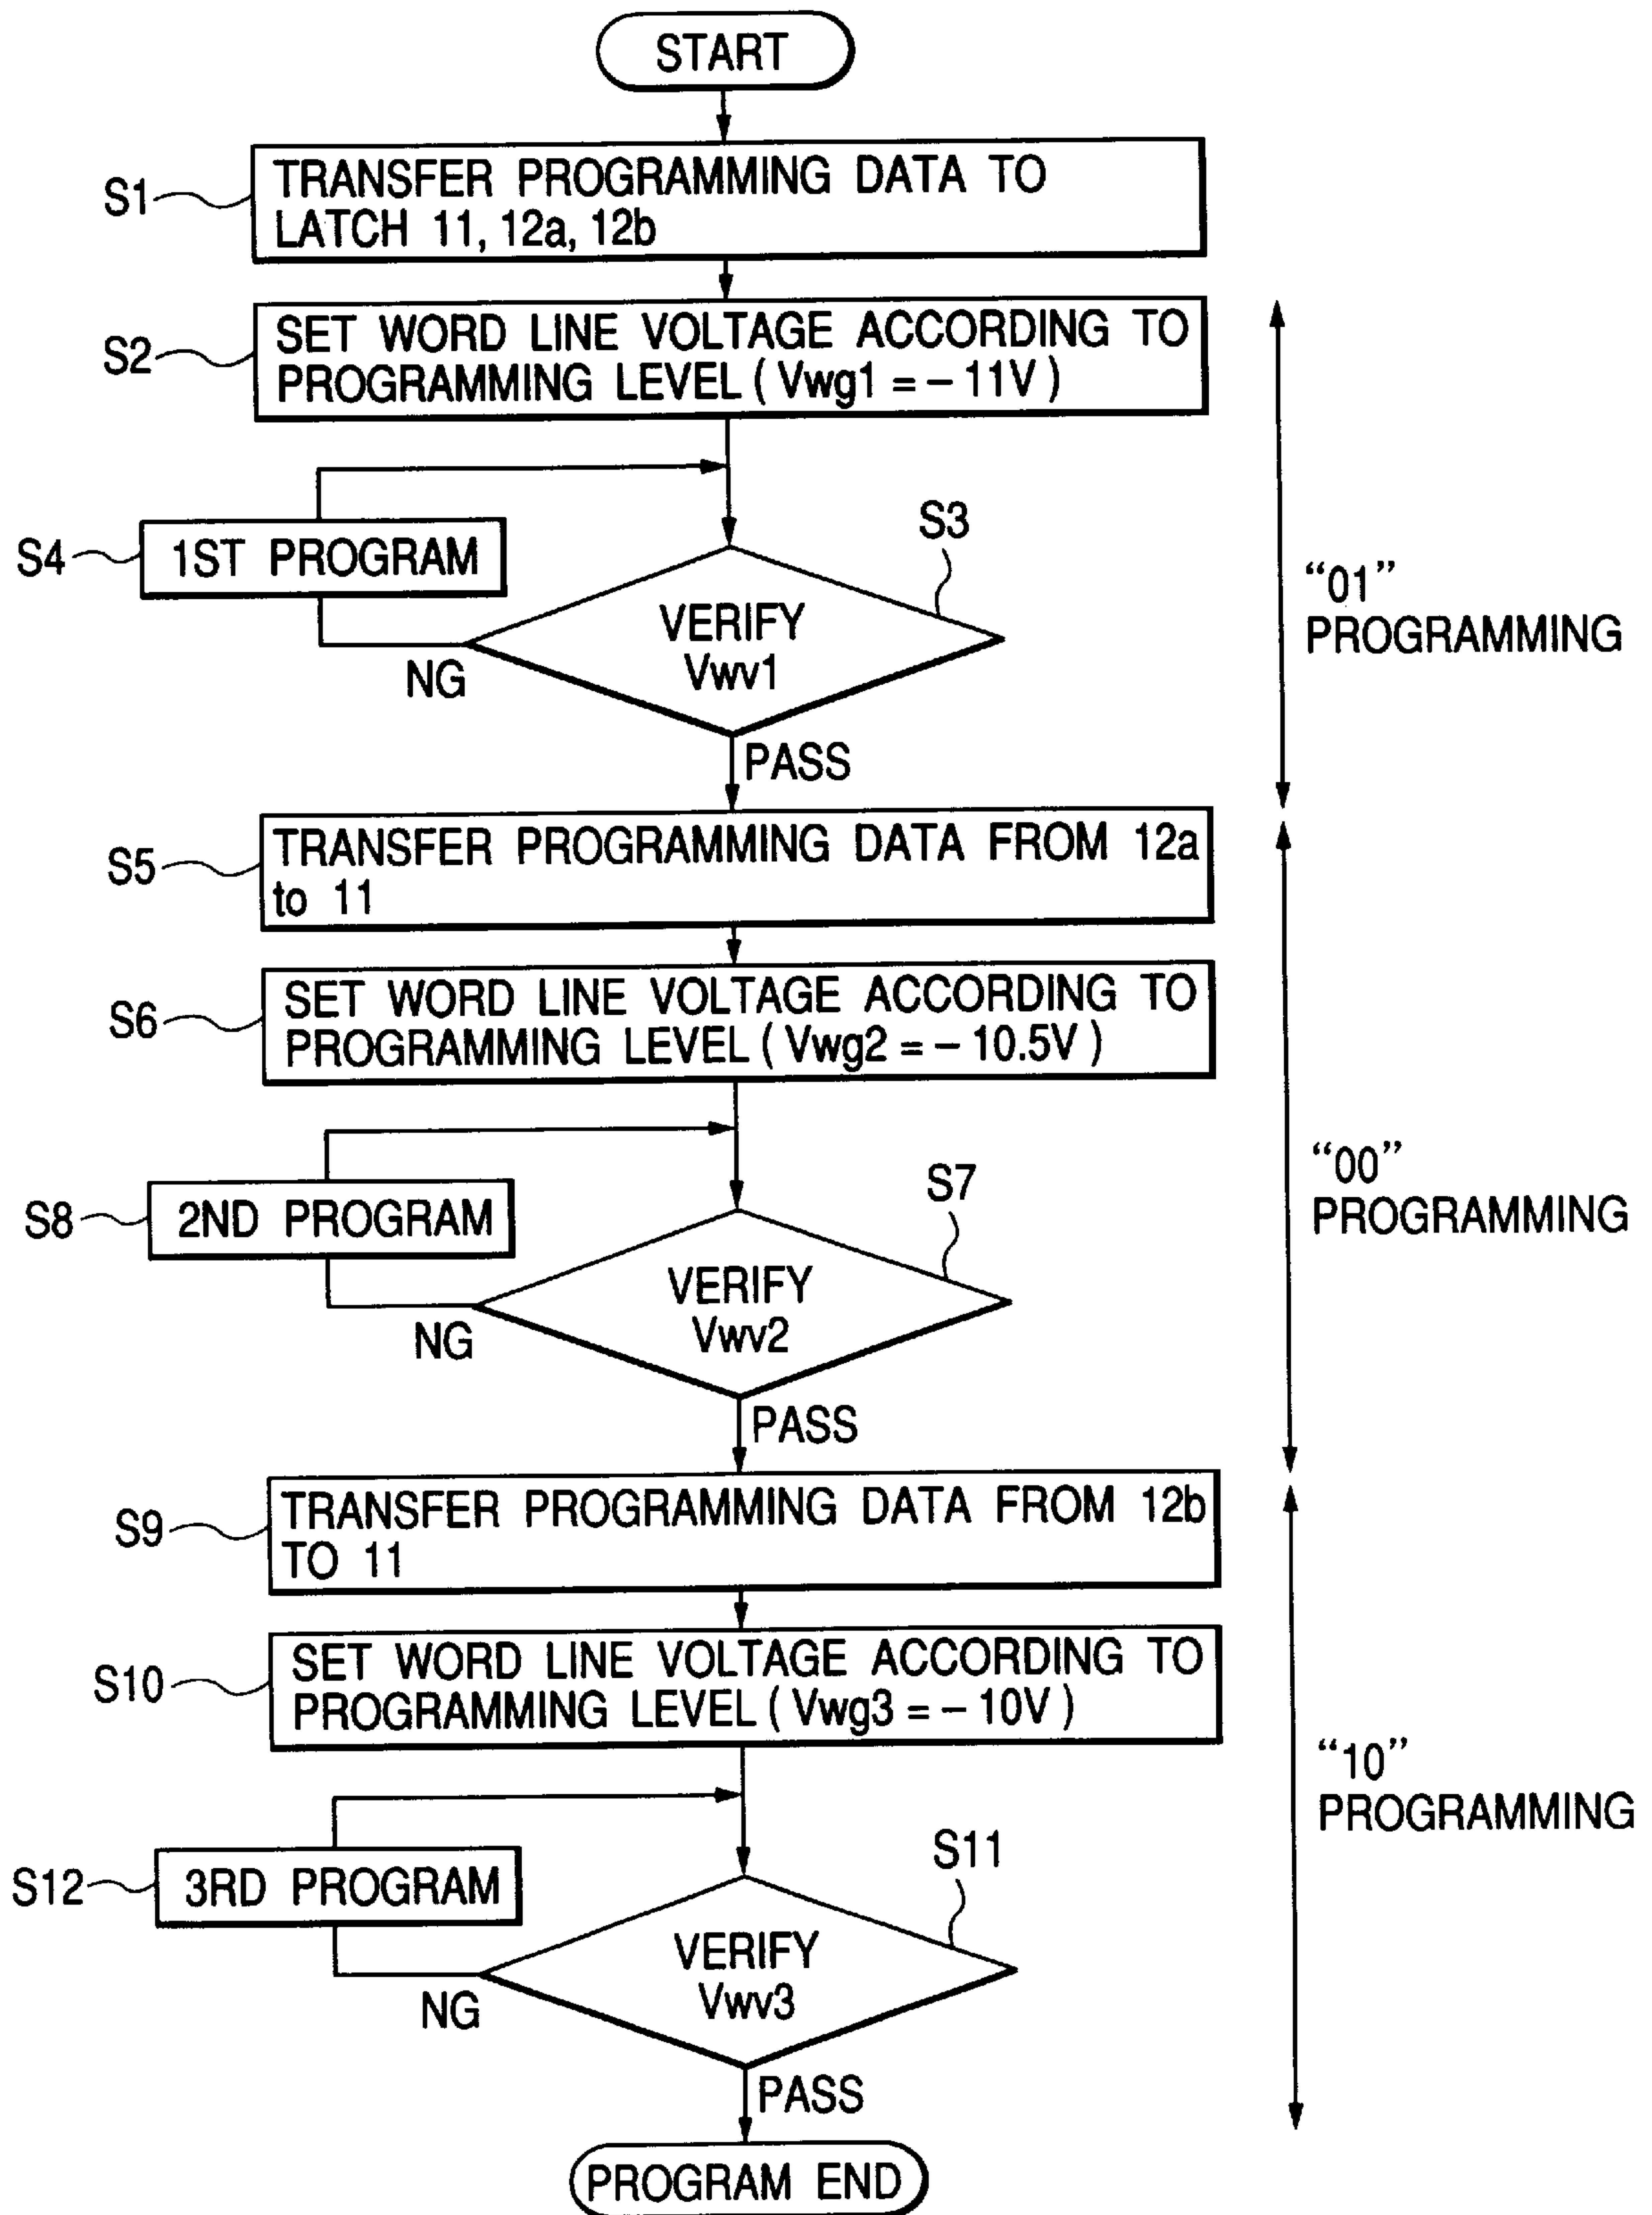 START
S1
TRANSFER PROGRAMMING DATA TO
LATCH 11, 12a, 12b
S2
SET WORD LINE VOLTAGE ACCORDING TO
PROGRAMMING LEVEL ( Vwg1 = – 11V )
S4
1ST PROGRAM
S3
VERIFY
Vwv1
NG
PASS
“01”
PROGRAMMING
S5
TRANSFER PROGRAMMING DATA FROM 12a
to 11
S6
SET WORD LINE VOLTAGE ACCORDING TO
PROGRAMMING LEVEL ( Vwg2 = – 10.5V )
S8
2ND PROGRAM
S7
VERIFY
Vwv2
NG
PASS
“00”
PROGRAMMING
S9
TRANSFER PROGRAMMING DATA FROM 12b
TO 11
S10
SET WORD LINE VOLTAGE ACCORDING TO
PROGRAMMING LEVEL ( Vwg3 = – 10V )
S12
3RD PROGRAM
S11
VERIFY
Vwv3
NG
PASS
“10”
PROGRAMMING
PROGRAM END